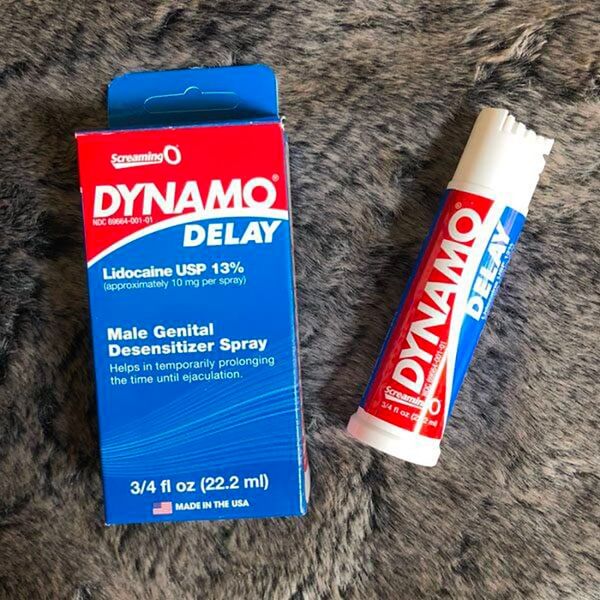 Screaming O
DYNAMO®
NDC 69664-001-01
DELAY
Lidocaine USP 13%
(approximately 10 mg per spray)
Male Genital
Desensitizer Spray
Helps in temporarily prolonging
the time until ejaculation.
3/4 fl oz (22.2 ml)
MADE IN THE USA
DYNAMO®
DELAY
Screaming O
3/4 fl oz (22.2 ml)